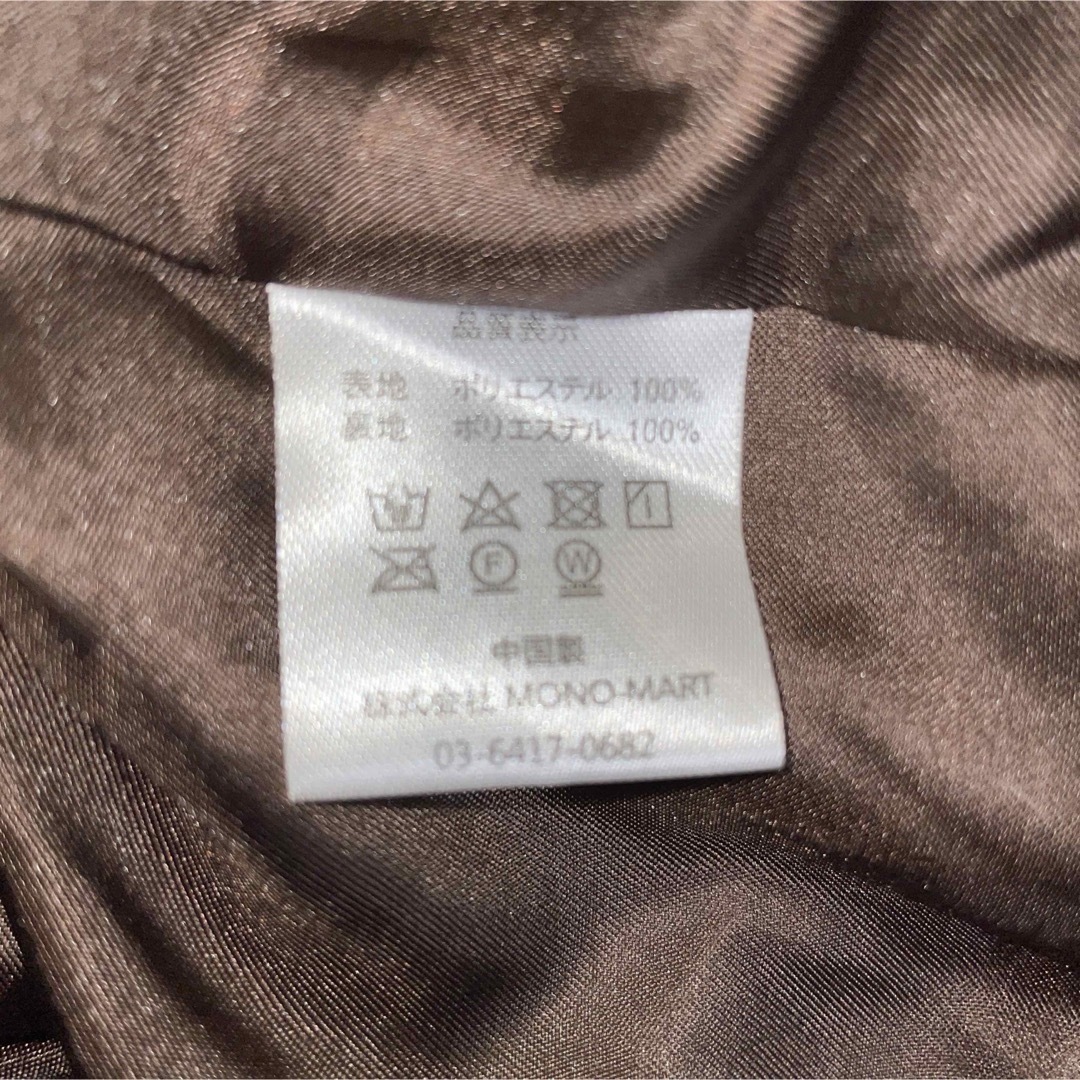 品質表示
表地 ポリエステル 100%
裏地 ポリエステル 100%
F W
中国製
株式会社 MONO-MART
03-6417-0682